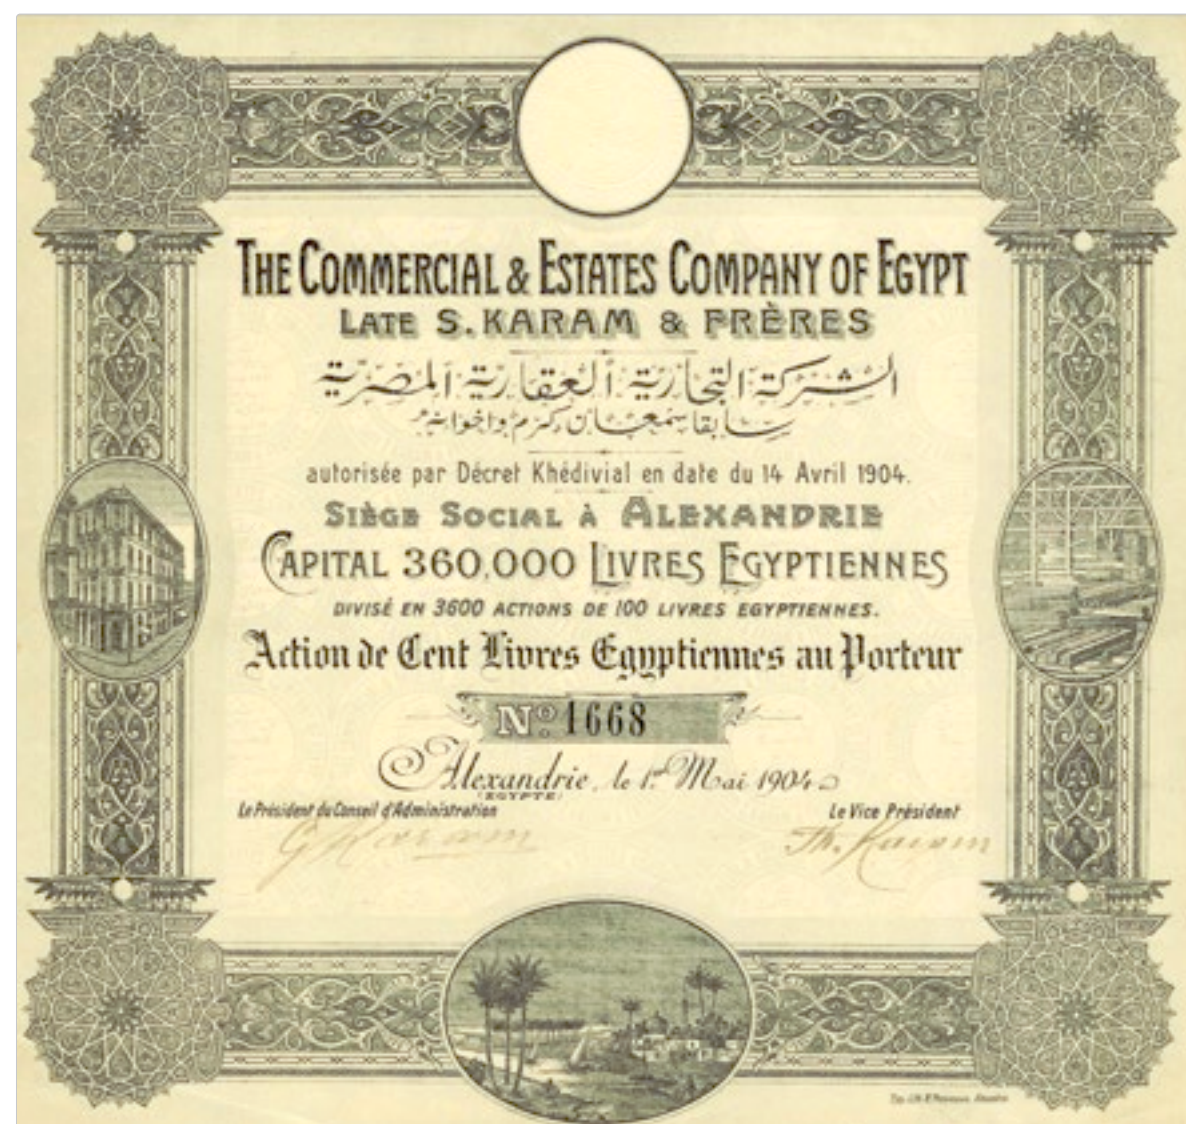 THE COMMERCIAL & ESTATES COMPANY OF EGYPT
LATE S. KARAM & FRÈRES
الشركة التجارية العقارية المصرية
سابقا سمعان كرم واخوانه
autorisée par Décret Khédivial en date du 14 Avril 1904.
SIÈGE SOCIAL À ALEXANDRIE
CAPITAL 360,000 LIVRES EGYPTIENNES
DIVISÉ EN 3600 ACTIONS DE 100 LIVRES EGYPTIENNES.
Action de Cent Livres Egyptiennes au Porteur
Nº 1668
Alexandrie, le 1er Mai 1904
(EGYPTE)
Le Président du Conseil d'Administration
Le Vice Président
G Karam
Th. Karam